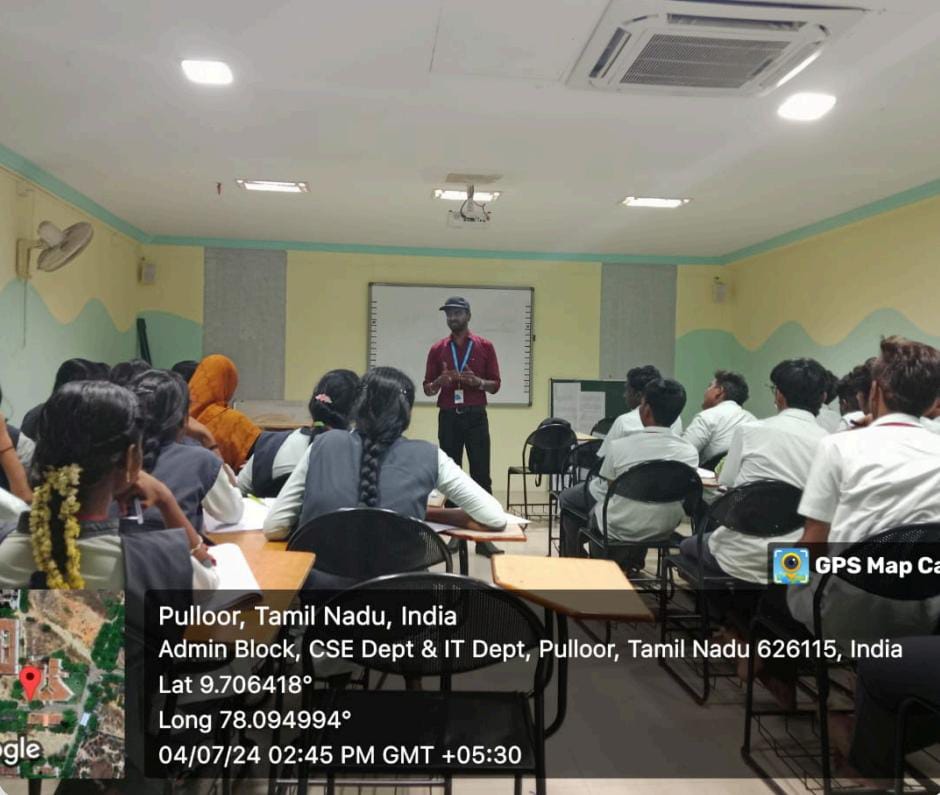 GPS Map Ca
Pulloor, Tamil Nadu, India
Admin Block, CSE Dept & IT Dept, Pulloor, Tamil Nadu 626115, India
Lat 9.706418°
Long 78.094994°
04/07/24 02:45 PM GMT +05:30
ogle